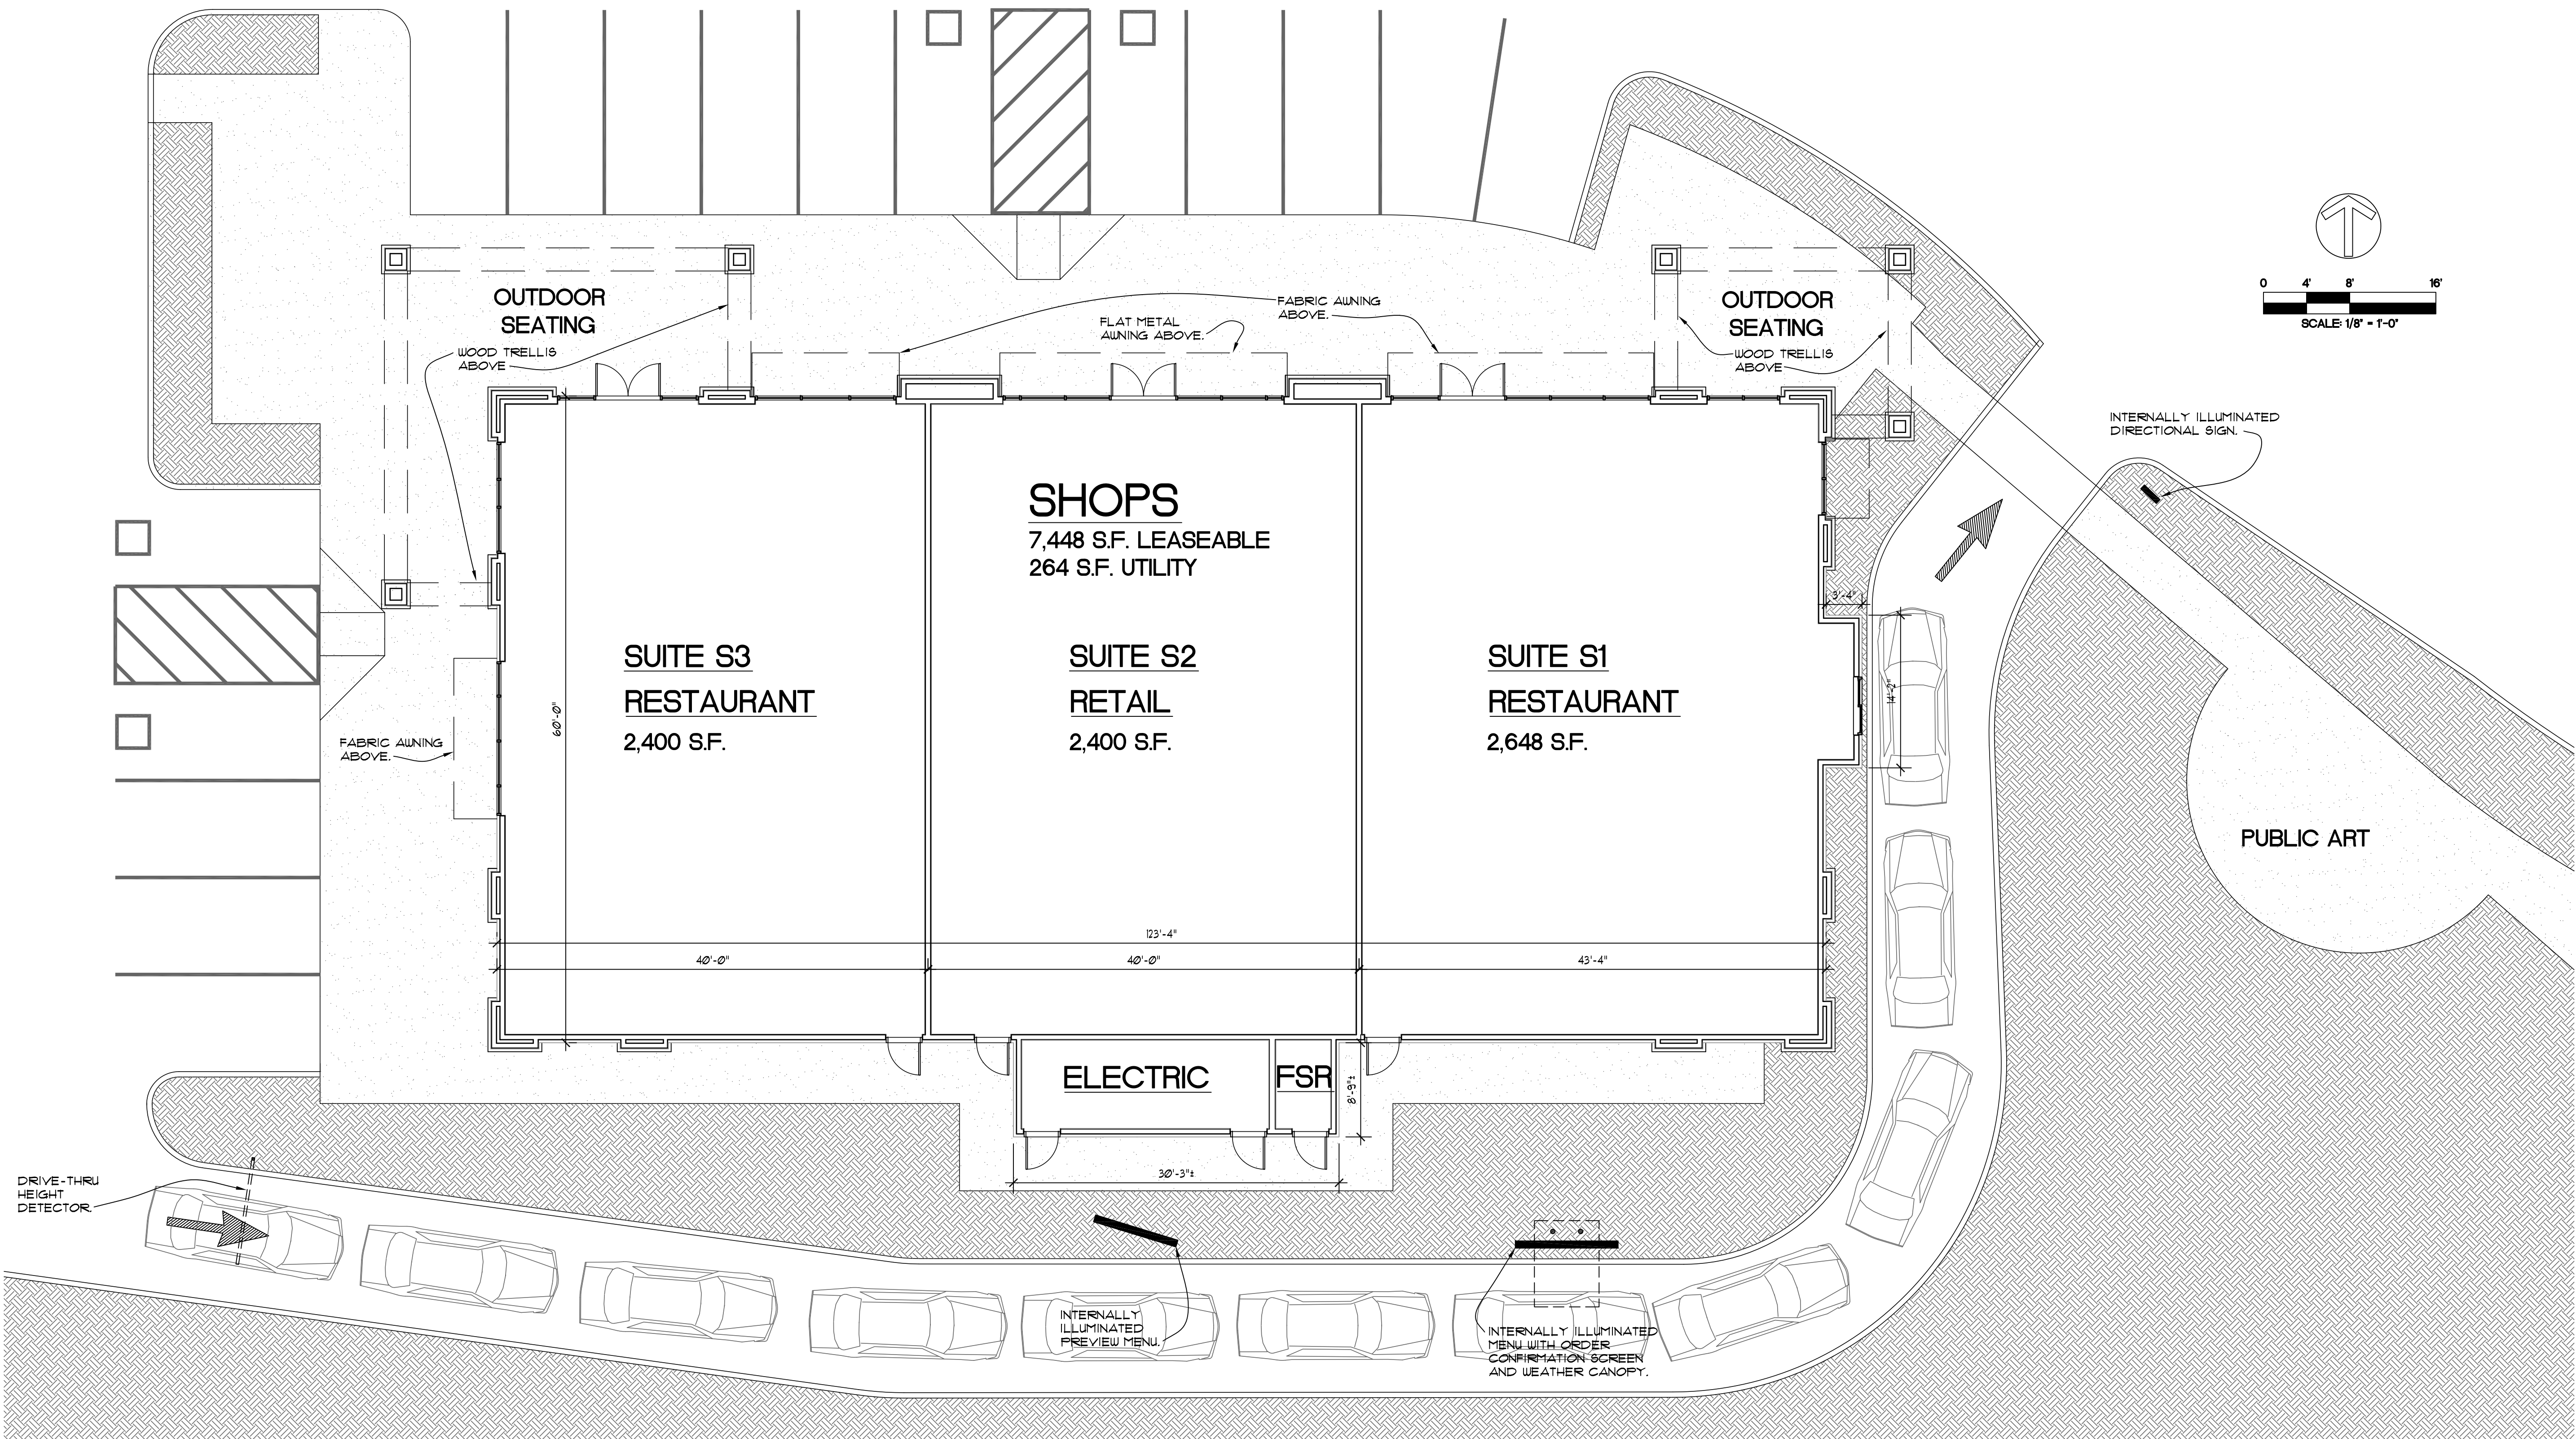 0 4' 8' 16'
SCALE: 1/8" = 1'-0"
OUTDOOR
SEATING
WOOD TRELLIS
ABOVE
FLAT METAL
AWNING ABOVE.
FABRIC AWNING
ABOVE.
OUTDOOR
SEATING
WOOD TRELLIS
ABOVE
INTERNALLY ILLUMINATED
DIRECTIONAL SIGN.
SHOPS
7,448 S.F. LEASEABLE
264 S.F. UTILITY
3'-4"
SUITE S3
RESTAURANT
2,400 S.F.
60'-0"
SUITE S2
RETAIL
2,400 S.F.
SUITE S1
RESTAURANT
2,648 S.F.
14'-2"
FABRIC AWNING
ABOVE.
PUBLIC ART
123'-4"
40'-0"
40'-0"
43'-4"
ELECTRIC
FSR
8'-9"±
30'-3"±
DRIVE-THRU
HEIGHT
DETECTOR.
INTERNALLY
ILLUMINATED
PREVIEW MENU.
INTERNALLY ILLUMINATED
MENU WITH ORDER
CONFIRMATION SCREEN
AND WEATHER CANOPY.